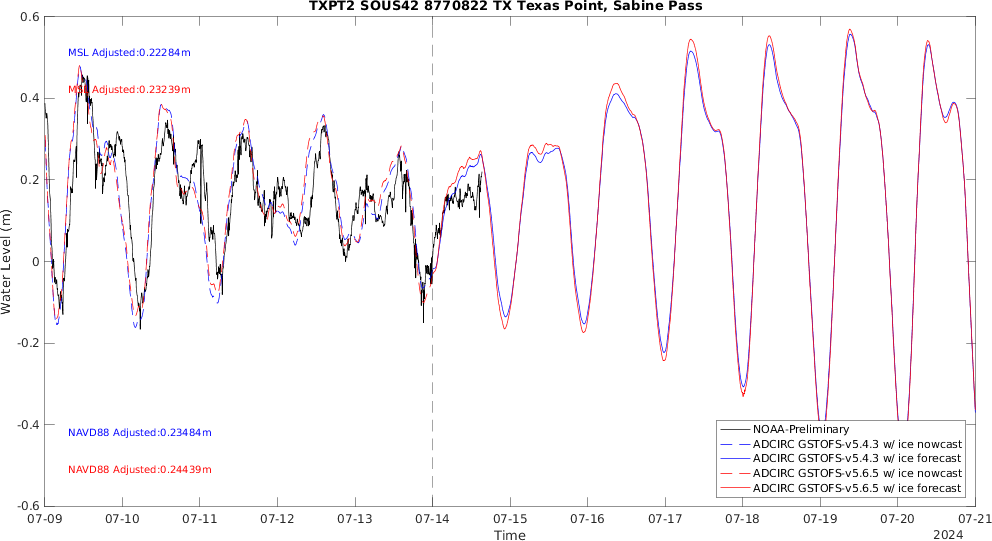 TXPT2 SOUS42 8770822 TX Texas Point, Sabine Pass
MSL Adjusted:0.22284m
MSL Adjusted:0.23239m
NAVD88 Adjusted:0.23484m
NAVD88 Adjusted:0.24439m
Water Level (m)
0.6
0.4
0.2
0
-0.2
-0.4
-0.6
NOAA-Preliminary
ADCIRC GSTOFS-v5.4.3 w/ ice nowcast
ADCIRC GSTOFS-v5.4.3 w/ ice forecast
ADCIRC GSTOFS-v5.6.5 w/ ice nowcast
ADCIRC GSTOFS-v5.6.5 w/ ice forecast
07-09 07-10 07-11 07-12 07-13 07-14 07-15 07-16 07-17 07-18 07-19 07-20 07-21
Time
2024